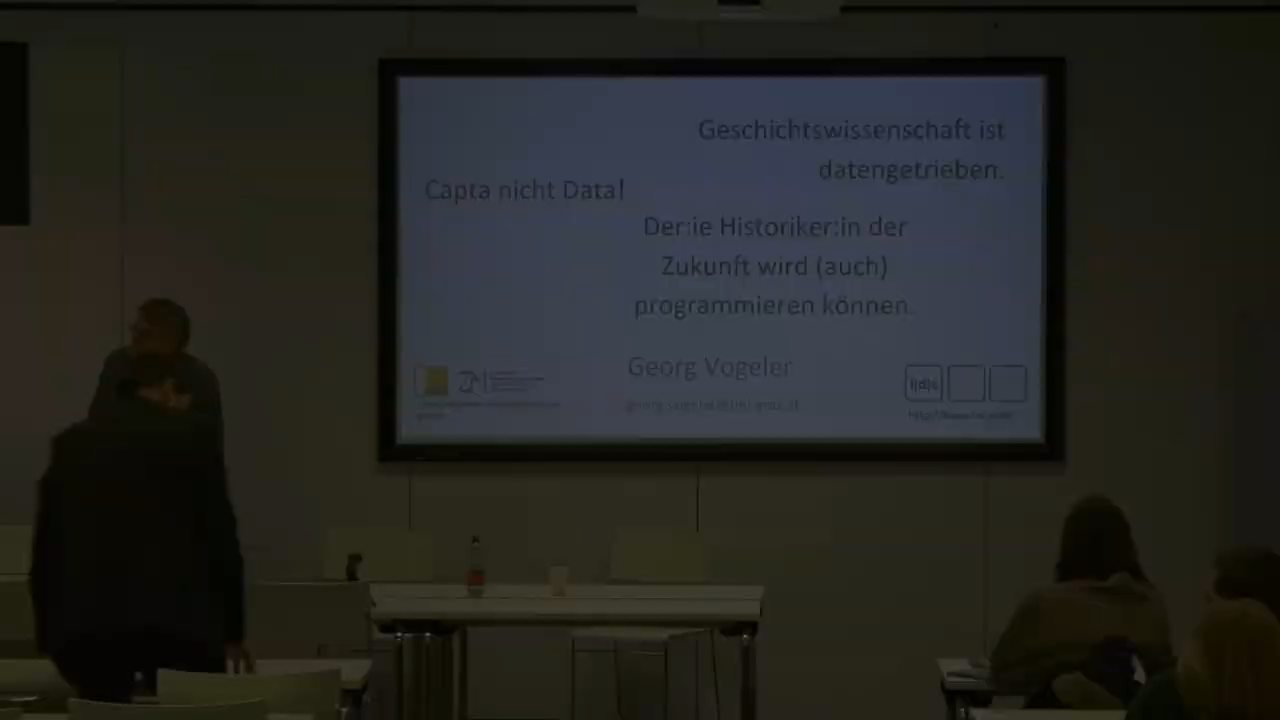 Geschichtswissenschaft ist
datengetrieben.
Capta nicht Data!
Der:ie Historiker:in der
Zukunft wird (auch)
programmieren können.
Georg Vogeler